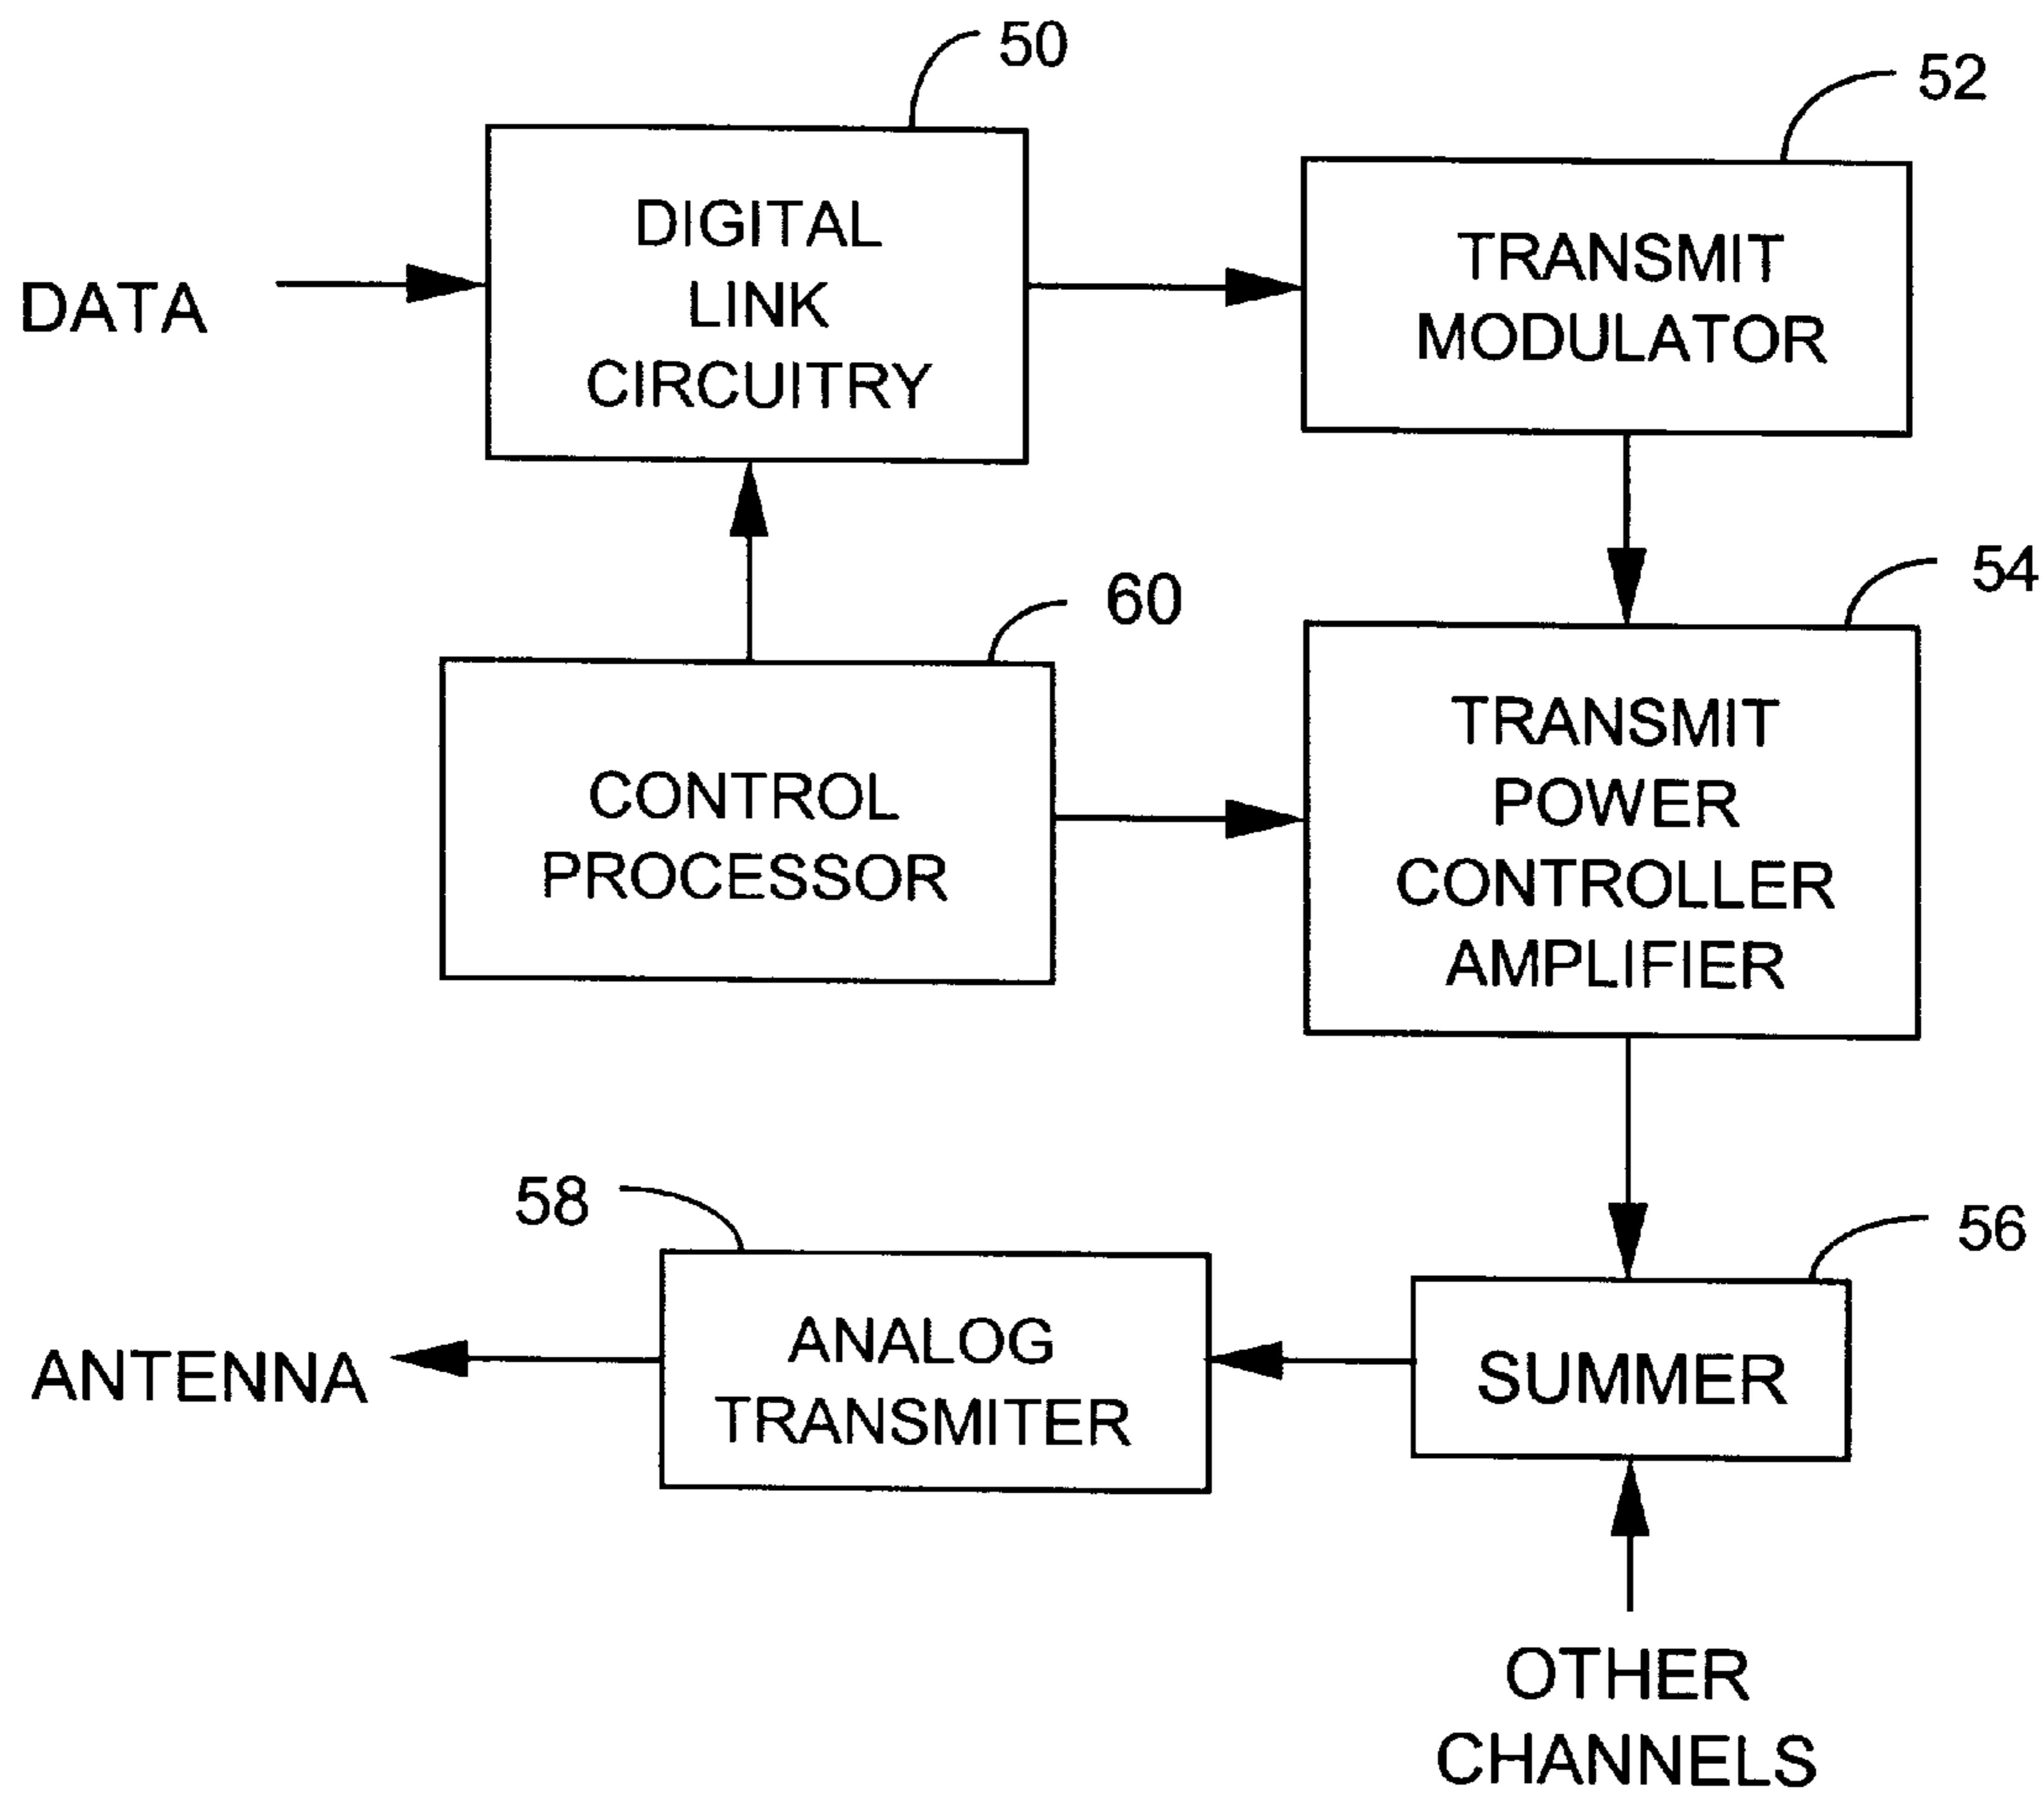 50
52
DATA
DIGITAL
LINK
CIRCUITRY
TRANSMIT
MODULATOR
60
54
CONTROL
PROCESSOR
TRANSMIT
POWER
CONTROLLER
AMPLIFIER
58
56
ANTENNA
ANALOG
TRANSMITER
SUMMER
OTHER
CHANNELS